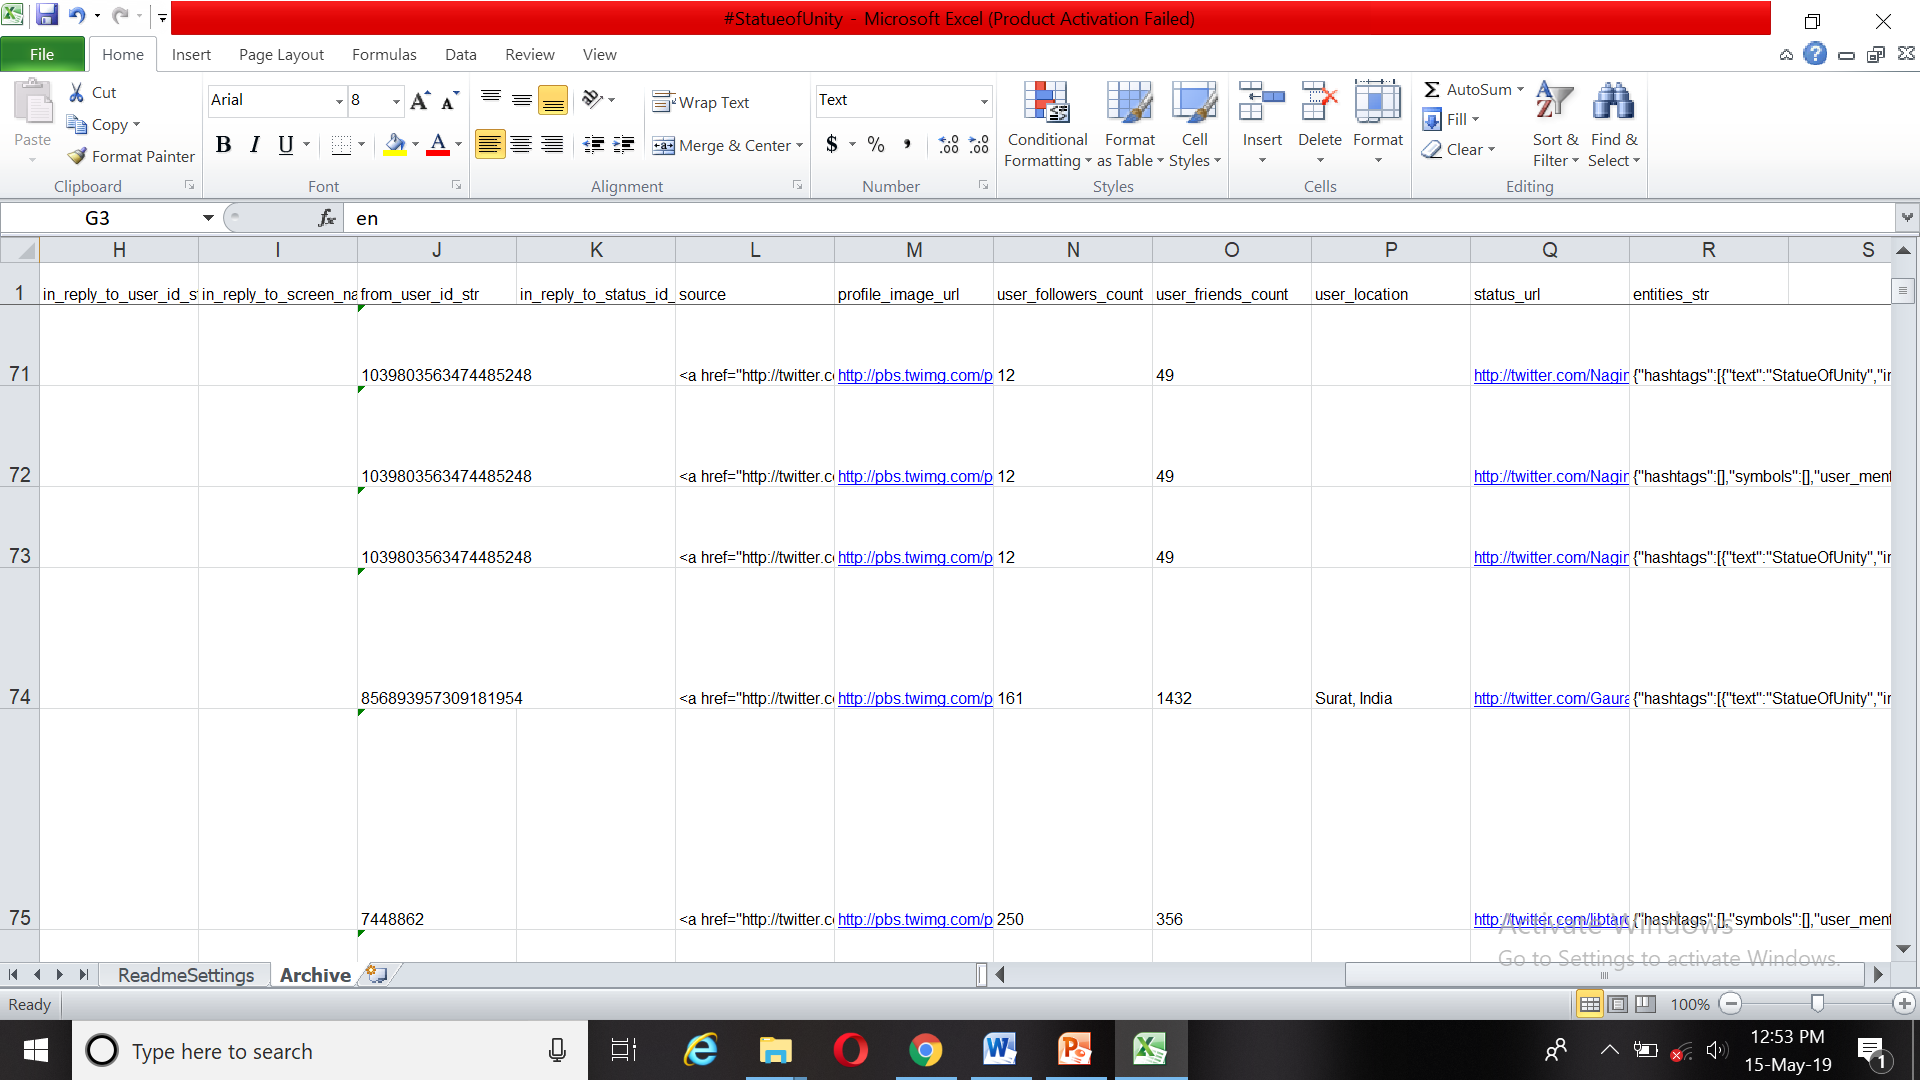 #StatueofUnity - Microsoft Excel (Product Activation Failed)
File Home Insert Page Layout Formulas Data Review View
Paste
Cut
Copy
Format Painter
Clipboard
Arial 8
B I U
Font
Wrap Text
Merge & Center
Alignment
Text
$ % ,
Number
Conditional Formatting
Format as Table
Cell Styles
Styles
Insert Delete Format
Cells
AutoSum
Fill
Clear
Sort & Filter
Find & Select
Editing
G3 fx en
H I J K L M N O P Q R S
1 in_reply_to_user_id_s in_reply_to_screen_na from_user_id_str in_reply_to_status_id_ source profile_image_url user_followers_count user_friends_count user_location status_url entities_str
71 1039803563474485248 <a href="http://twitter.c http://pbs.twimg.com/p 12 49 http://twitter.com/Nagin {"hashtags":[{"text":"StatueOfUnity","in
72 1039803563474485248 <a href="http://twitter.c http://pbs.twimg.com/p 12 49 http://twitter.com/Nagin {"hashtags":[],"symbols":[],"user_ment
73 1039803563474485248 <a href="http://twitter.c http://pbs.twimg.com/p 12 49 http://twitter.com/Nagin {"hashtags":[{"text":"StatueOfUnity","in
74 856893957309181954 <a href="http://twitter.c http://pbs.twimg.com/p 161 1432 Surat, India http://twitter.com/Gaura {"hashtags":[{"text":"StatueOfUnity","in
75 7448862 <a href="http://twitter.c http://pbs.twimg.com/p 250 356 http://twitter.com/libtar {"hashtags":[],"symbols":[],"user_ment
Activate Windows
Go to Settings to activate Windows.
ReadmeSettings Archive
Ready 100%
Type here to search
12:53 PM
15-May-19
1